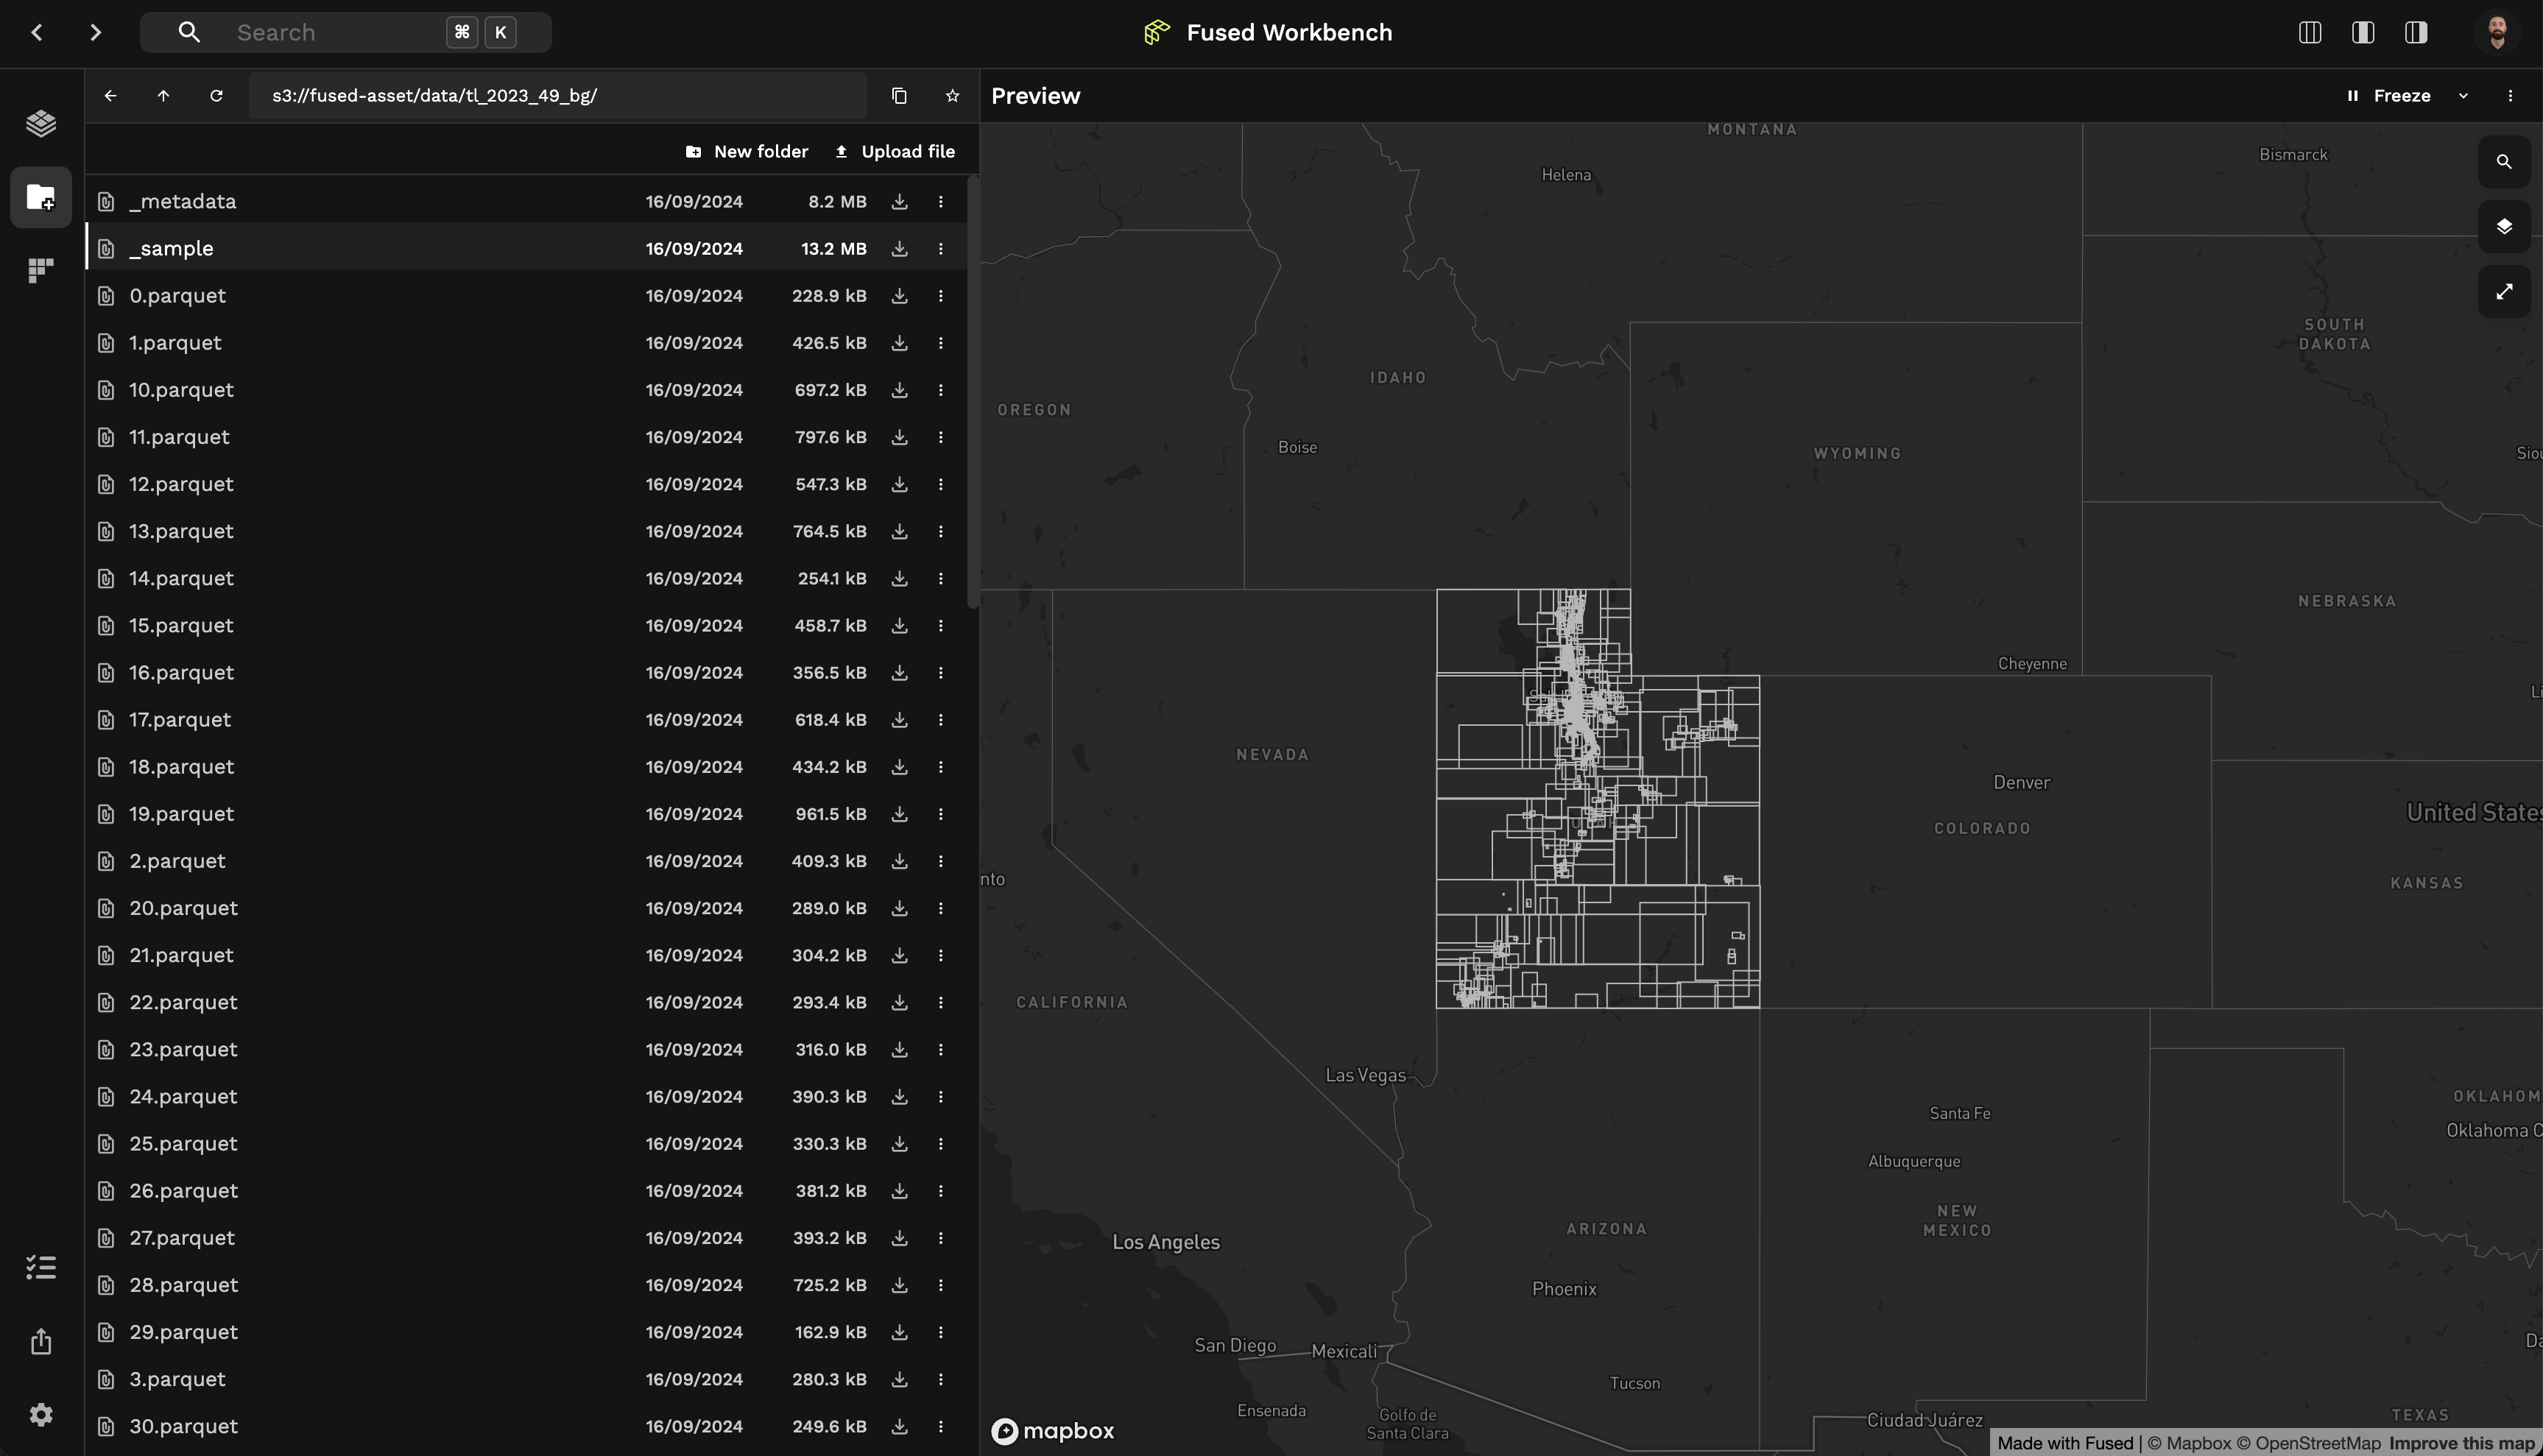 Search ⌘ K
Fused Workbench
s3://fused-asset/data/tl_2023_49_bg/
New folder Upload file
_metadata 16/09/2024 8.2 MB
_sample 16/09/2024 13.2 MB
0.parquet 16/09/2024 228.9 kB
1.parquet 16/09/2024 426.5 kB
10.parquet 16/09/2024 697.2 kB
11.parquet 16/09/2024 797.6 kB
12.parquet 16/09/2024 547.3 kB
13.parquet 16/09/2024 764.5 kB
14.parquet 16/09/2024 254.1 kB
15.parquet 16/09/2024 458.7 kB
16.parquet 16/09/2024 356.5 kB
17.parquet 16/09/2024 618.4 kB
18.parquet 16/09/2024 434.2 kB
19.parquet 16/09/2024 961.5 kB
2.parquet 16/09/2024 409.3 kB
20.parquet 16/09/2024 289.0 kB
21.parquet 16/09/2024 304.2 kB
22.parquet 16/09/2024 293.4 kB
23.parquet 16/09/2024 316.0 kB
24.parquet 16/09/2024 390.3 kB
25.parquet 16/09/2024 330.3 kB
26.parquet 16/09/2024 381.2 kB
27.parquet 16/09/2024 393.2 kB
28.parquet 16/09/2024 725.2 kB
29.parquet 16/09/2024 162.9 kB
3.parquet 16/09/2024 280.3 kB
30.parquet 16/09/2024 249.6 kB
Preview
Freeze
MONTANA
Bismarck
Helena
SOUTH
DAKOTA
IDAHO
OREGON
Boise
WYOMING
Siou
NEBRASKA
Cheyenne
Li
NEVADA
Denver
United States
UTAH
COLORADO
nto
KANSAS
CALIFORNIA
Las Vegas
OKLAHOM
Santa Fe
Oklahoma C
Albuquerque
NEW
MEXICO
ARIZONA
Los Angeles
Phoenix
San Diego
Mexicali
Da
Tucson
Ensenada
Golfo de
Santa Clara
Ciudad Juárez
TEXAS
mapbox
Made with Fused | © Mapbox © OpenStreetMap Improve this map